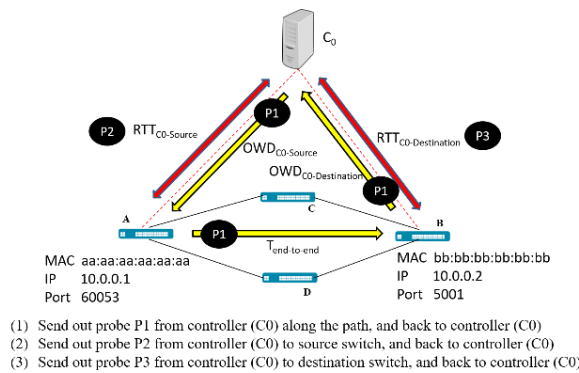 C0
P1
P2
RTTC0-Source
RTTC0-Destination
P3
OWDC0-Source
OWDC0-Destination
P1
A
C
B
P1
Tend-to-end
D
MAC aa:aa:aa:aa:aa:aa
IP 10.0.0.1
Port 60053
MAC bb:bb:bb:bb:bb:bb
IP 10.0.0.2
Port 5001
(1) Send out probe P1 from controller (C0) along the path, and back to controller (C0)
(2) Send out probe P2 from controller (C0) to source switch, and back to controller (C0)
(3) Send out probe P3 from controller (C0) to destination switch, and back to controller (C0)